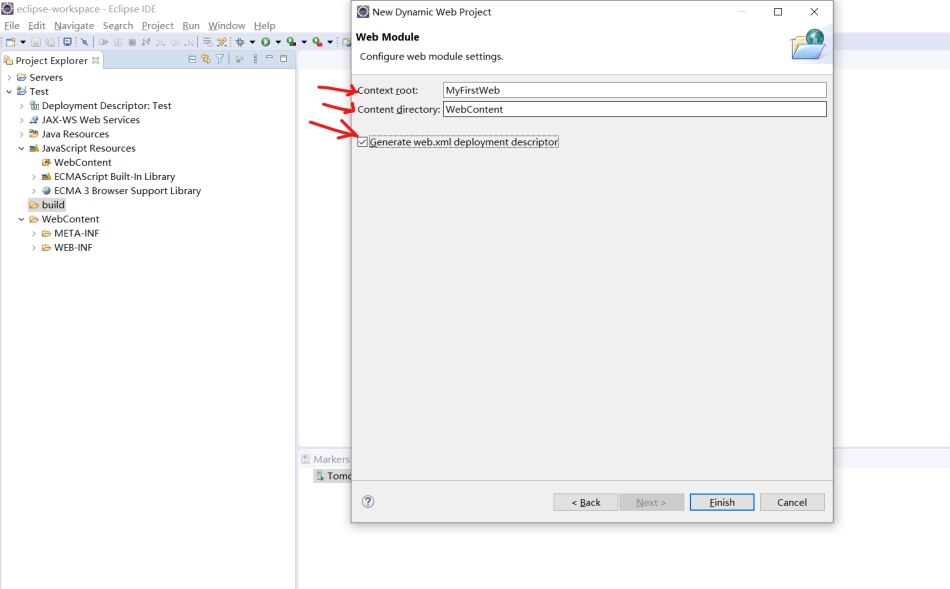 eclipse-workspace - Eclipse IDE
File Edit Navigate Search Project Run Window Help
Project Explorer
Servers
Test
Deployment Descriptor: Test
JAX-WS Web Services
Java Resources
JavaScript Resources
WebContent
ECMAScript Built-In Library
ECMA 3 Browser Support Library
build
WebContent
META-INF
WEB-INF
New Dynamic Web Project
Web Module
Configure web module settings.
Context root: MyFirstWeb
Content directory: WebContent
Generate web.xml deployment descriptor
Markers
< Back Next > Finish Cancel